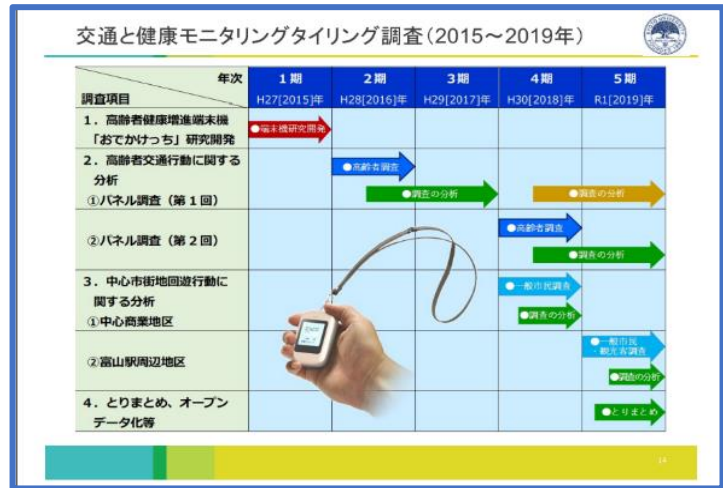 交通と健康モニタリングタイリング調査(2015～2019年)
年次
調査項目
1期
H27[2015]年
2期
H28[2016]年
3期
H29[2017]年
4期
H30[2018]年
5期
R1[2019]年
1．高齢者健康増進端末機
「おでかけっち」研究開発
●端末機研究開発
2．高齢者交通行動に関する
分析
①パネル調査（第1回）
●高齢者調査
●調査の分析
●調査の分析
②パネル調査（第2回）
●高齢者調査
●調査の分析
3．中心市街地回遊行動に
関する分析
①中心商業地区
●一般市民調査
●調査の分析
②富山駅周辺地区
●一般市民
・観光客調査
●調査の分析
4．とりまとめ、オープン
データ化等
●とりまとめ
14